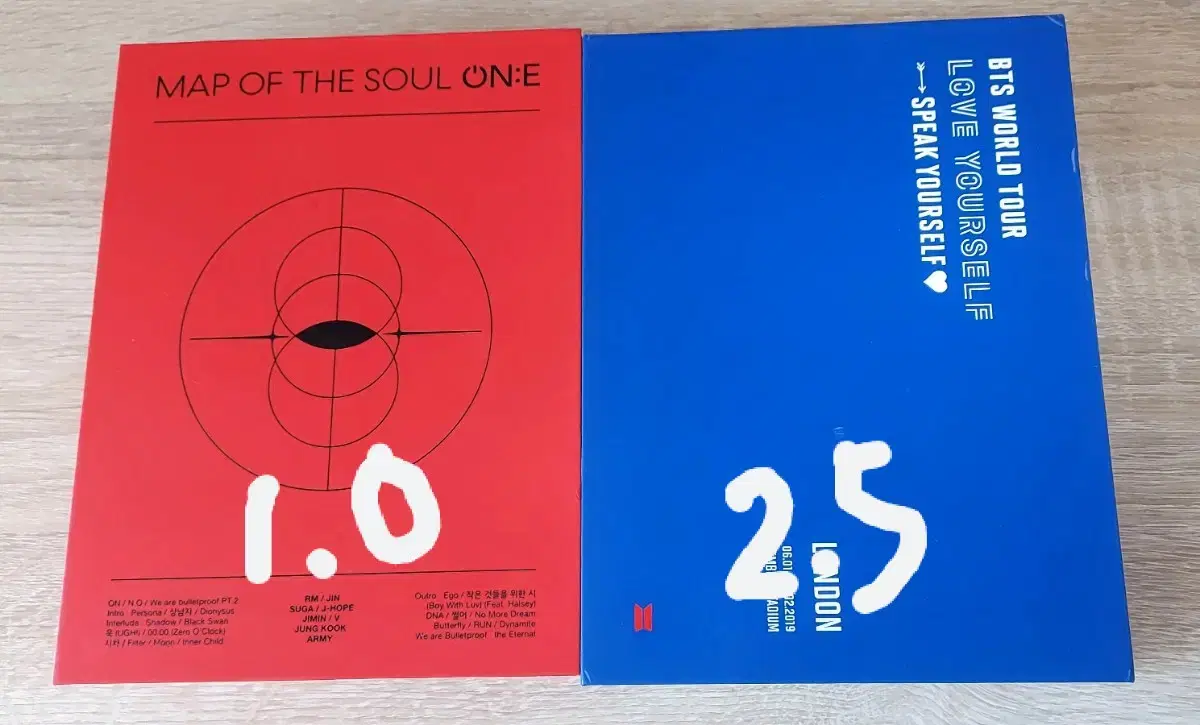 MAP OF THE SOUL ON:E
1.0
ON / N.O / We are bulletproof PT.2
Intro : Persona / 상남자 / Dionysus
Interlude : Shadow / Black Swan
욱 (UGH!) / 00:00 (Zero O'Clock)
시차 / Filter / Moon / Inner Child
RM / JIN
SUGA / J-HOPE
JIMIN / V
JUNG KOOK
ARMY
Outro : Ego / 작은 것들을 위한 시
(Boy With Luv) (Feat. Halsey)
DNA / 쩔어 / No More Dream
Butterfly / RUN / Dynamite
We are Bulletproof : the Eternal
BTS WORLD TOUR
LOVE YOURSELF
SPEAK YOURSELF
2.5
LONDON